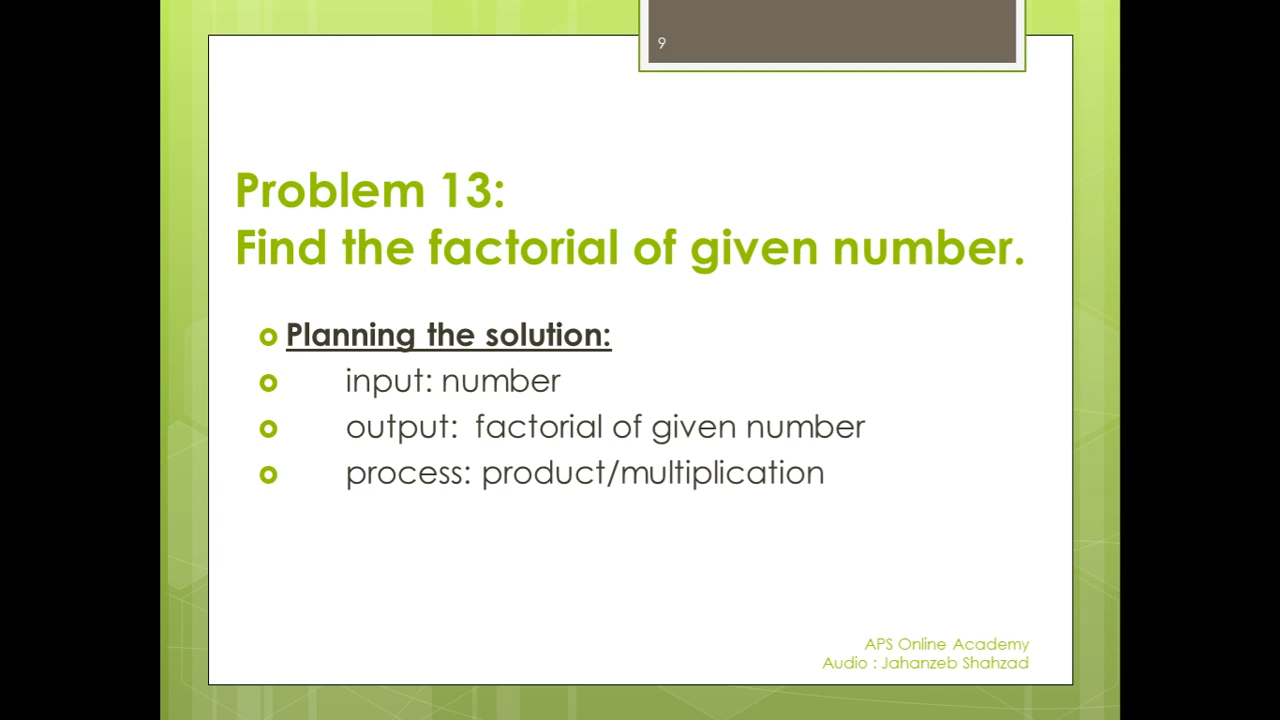 9
Problem 13:
Find the factorial of given number.
Planning the solution:
input: number
output: factorial of given number
process: product/multiplication
APS Online Academy
Audio : Jahanzeb Shahzad